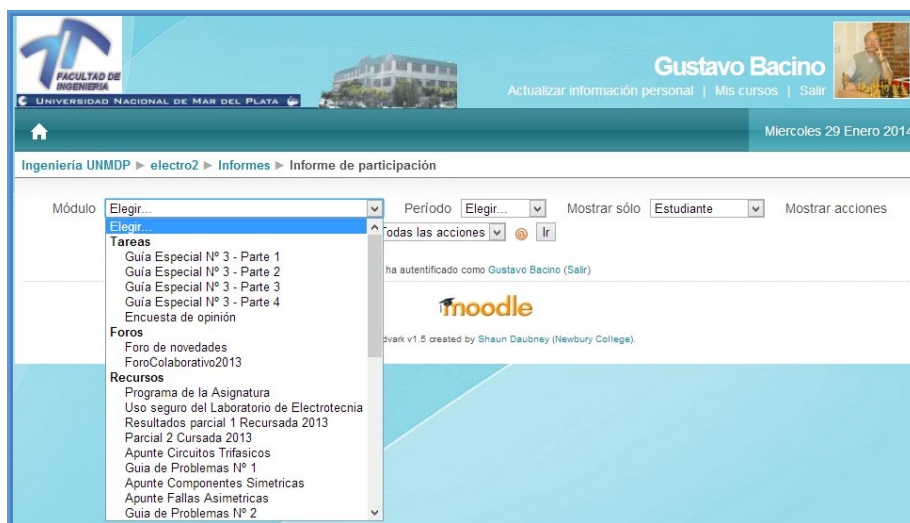 FACULTAD DE
INGENIERIA
UNIVERSIDAD NACIONAL DE MAR DEL PLATA
Gustavo Bacino
Actualizar información personal | Mis cursos | Salir
Miercoles 29 Enero 2014
Ingeniería UNMDP ► electro2 ► Informes ► Informe de participación
Módulo Elegir... Período Elegir... Mostrar sólo Estudiante Mostrar acciones
Todas las acciones @ Ir
Elegir...
Tareas
Guía Especial Nº 3 - Parte 1
Guía Especial Nº 3 - Parte 2
Guía Especial Nº 3 - Parte 3
Guía Especial Nº 3 - Parte 4
Encuesta de opinión
Foros
Foro de novedades
ForoColaborativo2013
Recursos
Programa de la Asignatura
Uso seguro del Laboratorio de Electrotecnia
Resultados parcial 1 Recursada 2013
Parcial 2 Cursada 2013
Apunte Circuitos Trifasicos
Guia de Problemas Nº 1
Apunte Componentes Simetricas
Apunte Fallas Asimetricas
Guia de Problemas Nº 2
ha autentificado como Gustavo Bacino (Salir)
moodle
dvark v1.5 created by Shaun Daubney (Newbury College).